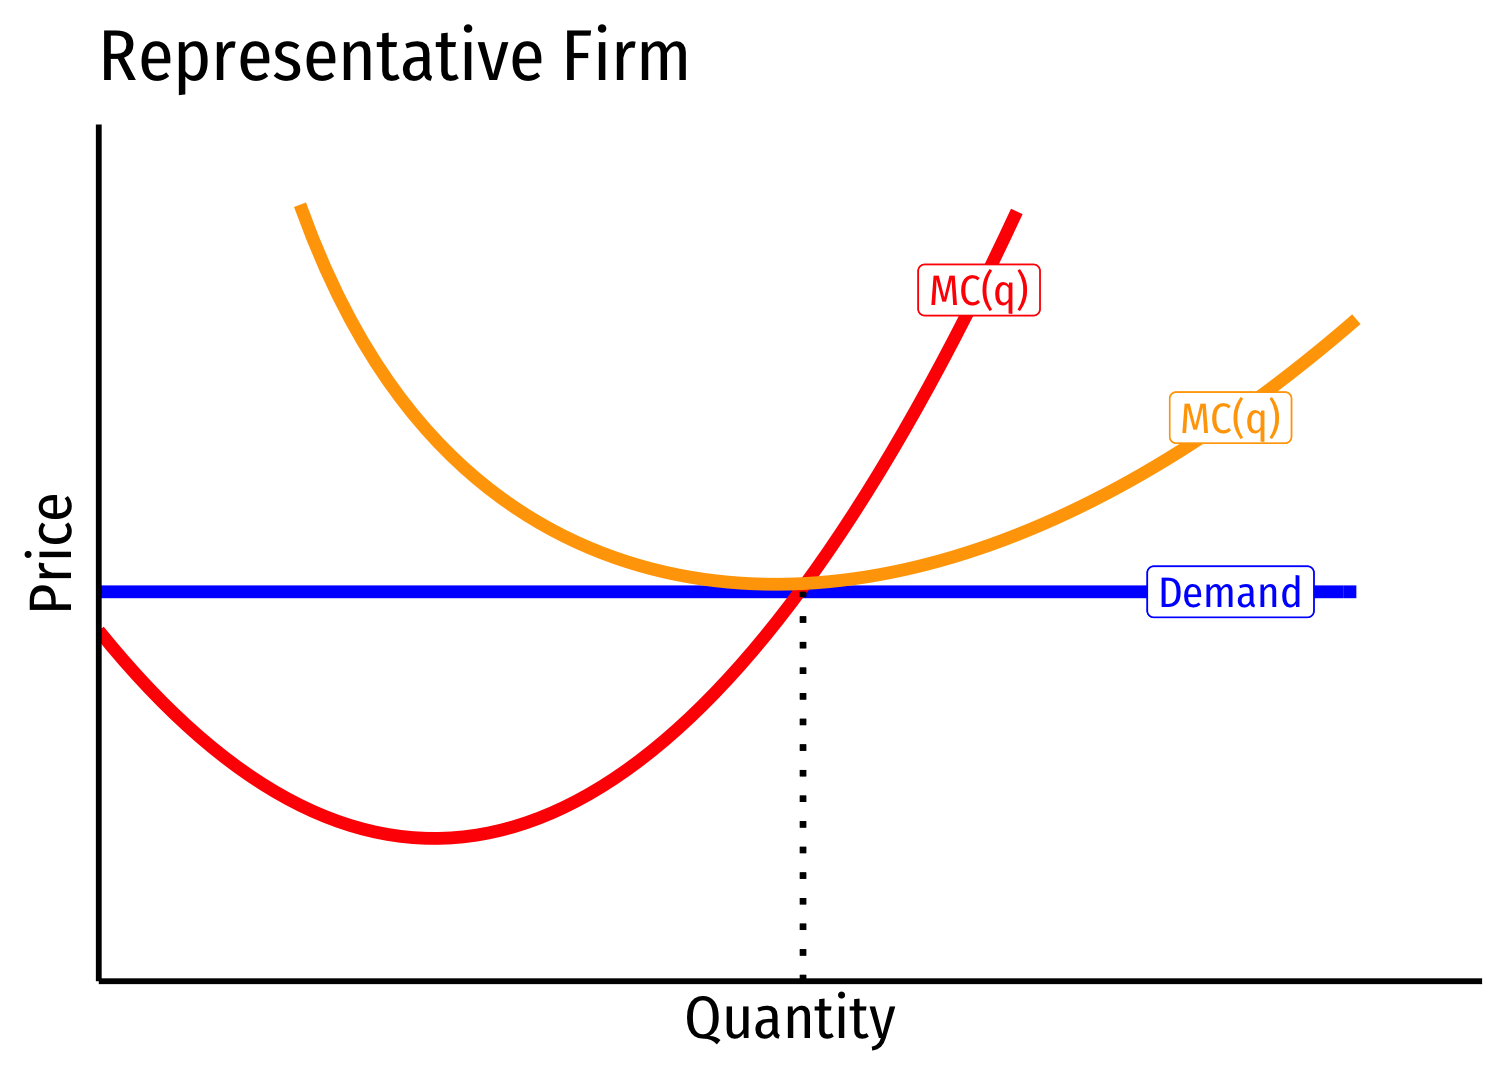 Representative Firm
MC(q)
MC(q)
Demand
Price
Quantity